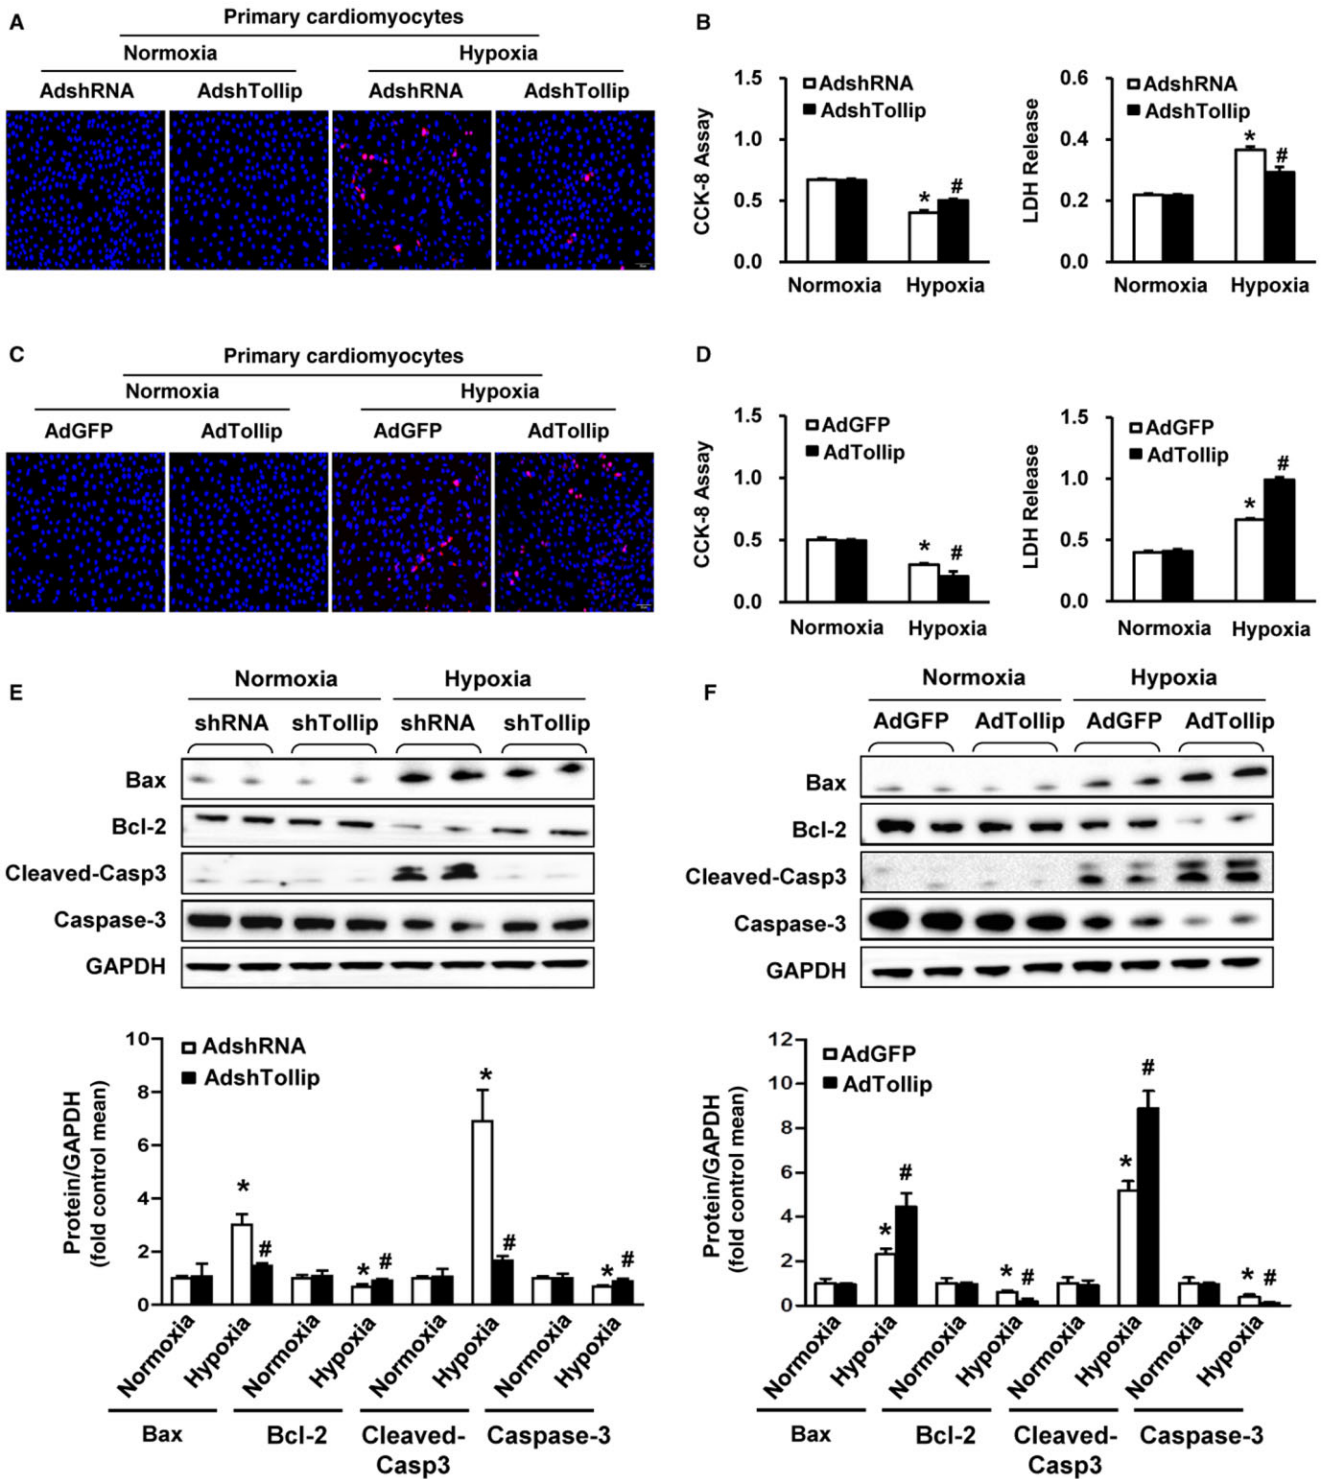 A
Primary cardiomyocytes
Normoxia Hypoxia
AdshRNA AdshTollip AdshRNA AdshTollip
B
1.5
1.0
0.5
0.0
CCK-8 Assay
AdshRNA
AdshTollip
* #
Normoxia Hypoxia
0.6
0.4
0.2
0.0
LDH Release
AdshRNA
AdshTollip
* #
Normoxia Hypoxia
C
Primary cardiomyocytes
Normoxia Hypoxia
AdGFP AdTollip AdGFP AdTollip
D
1.5
1.0
0.5
0.0
CCK-8 Assay
AdGFP
AdTollip
* #
Normoxia Hypoxia
1.5
1.0
0.5
0.0
LDH Release
AdGFP
AdTollip
* #
Normoxia Hypoxia
E
Normoxia Hypoxia
shRNA shTollip shRNA shTollip
Bax
Bcl-2
Cleaved-Casp3
Caspase-3
GAPDH
10
8
6
4
2
0
Protein/GAPDH
(fold control mean)
AdshRNA
AdshTollip
* # * # * # * #
Normoxia Hypoxia Normoxia Hypoxia Normoxia Hypoxia Normoxia Hypoxia
Bax Bcl-2 Cleaved- Caspase-3
Casp3
F
Normoxia Hypoxia
AdGFP AdTollip AdGFP AdTollip
Bax
Bcl-2
Cleaved-Casp3
Caspase-3
GAPDH
12
10
8
6
4
2
0
Protein/GAPDH
(fold control mean)
AdGFP
AdTollip
* # * # * # * #
Normoxia Hypoxia Normoxia Hypoxia Normoxia Hypoxia Normoxia Hypoxia
Bax Bcl-2 Cleaved- Caspase-3
Casp3